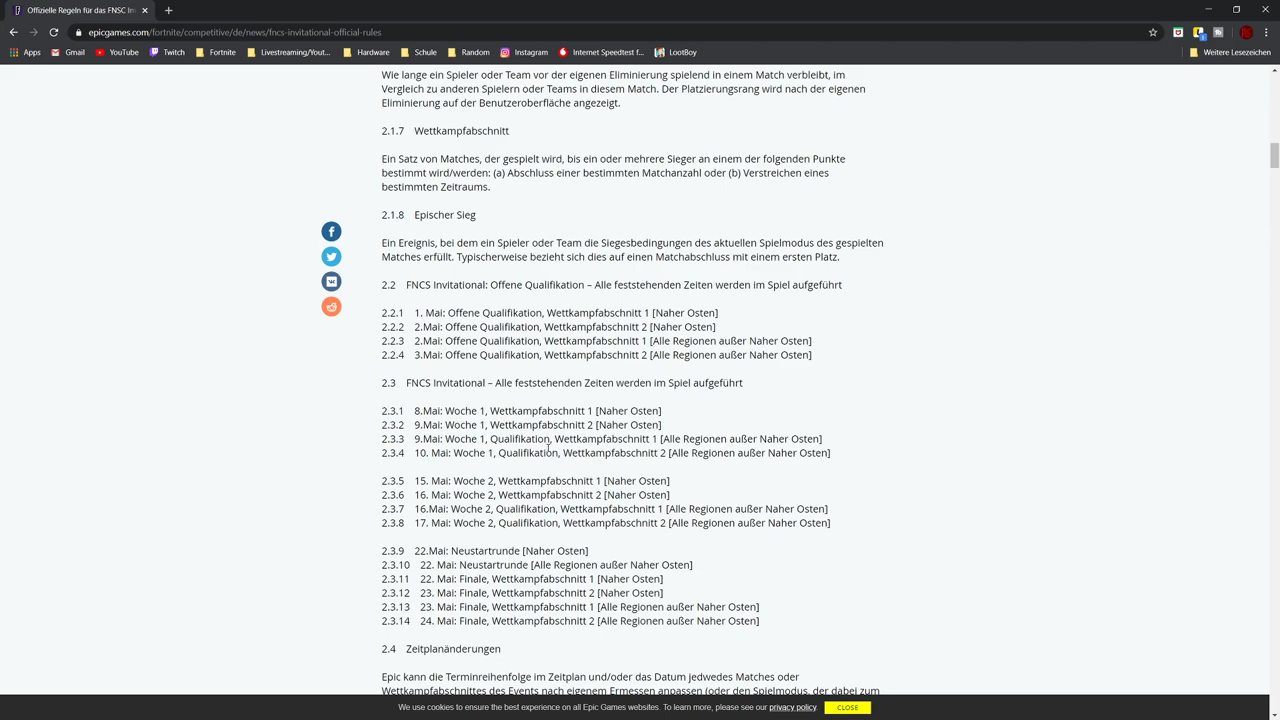 Offizielle Regeln für das FNSC In
epicgames.com/fortnite/competitive/de/news/fncs-invitational-official-rules
Apps Gmail YouTube Twitch Fortnite Livestreaming/Yout... Hardware Schule Random Instagram Internet Speedtest f... LootBoy Weitere Lesezeichen
Wie lange ein Spieler oder Team vor der eigenen Eliminierung spielend in einem Match verbleibt, im
Vergleich zu anderen Spielern oder Teams in diesem Match. Der Platzierungsrang wird nach der eigenen
Eliminierung auf der Benutzeroberfläche angezeigt.
2.1.7 Wettkampfabschnitt
Ein Satz von Matches, der gespielt wird, bis ein oder mehrere Sieger an einem der folgenden Punkte
bestimmt wird/werden: (a) Abschluss einer bestimmten Matchanzahl oder (b) Verstreichen eines
bestimmten Zeitraums.
2.1.8 Epischer Sieg
Ein Ereignis, bei dem ein Spieler oder Team die Siegesbedingungen des aktuellen Spielmodus des gespielten
Matches erfüllt. Typischerweise bezieht sich dies auf einen Matchabschluss mit einem ersten Platz.
2.2 FNCS Invitational: Offene Qualifikation – Alle feststehenden Zeiten werden im Spiel aufgeführt
2.2.1 1. Mai: Offene Qualifikation, Wettkampfabschnitt 1 [Naher Osten]
2.2.2 2.Mai: Offene Qualifikation, Wettkampfabschnitt 2 [Naher Osten]
2.2.3 2.Mai: Offene Qualifikation, Wettkampfabschnitt 1 [Alle Regionen außer Naher Osten]
2.2.4 3.Mai: Offene Qualifikation, Wettkampfabschnitt 2 [Alle Regionen außer Naher Osten]
2.3 FNCS Invitational – Alle feststehenden Zeiten werden im Spiel aufgeführt
2.3.1 8.Mai: Woche 1, Wettkampfabschnitt 1 [Naher Osten]
2.3.2 9.Mai: Woche 1, Wettkampfabschnitt 2 [Naher Osten]
2.3.3 9.Mai: Woche 1, Qualifikation, Wettkampfabschnitt 1 [Alle Regionen außer Naher Osten]
2.3.4 10. Mai: Woche 1, Qualifikation, Wettkampfabschnitt 2 [Alle Regionen außer Naher Osten]
2.3.5 15. Mai: Woche 2, Wettkampfabschnitt 1 [Naher Osten]
2.3.6 16. Mai: Woche 2, Wettkampfabschnitt 2 [Naher Osten]
2.3.7 16.Mai: Woche 2, Qualifikation, Wettkampfabschnitt 1 [Alle Regionen außer Naher Osten]
2.3.8 17. Mai: Woche 2, Qualifikation, Wettkampfabschnitt 2 [Alle Regionen außer Naher Osten]
2.3.9 22.Mai: Neustartrunde [Naher Osten]
2.3.10 22. Mai: Neustartrunde [Alle Regionen außer Naher Osten]
2.3.11 22. Mai: Finale, Wettkampfabschnitt 1 [Naher Osten]
2.3.12 23. Mai: Finale, Wettkampfabschnitt 2 [Naher Osten]
2.3.13 23. Mai: Finale, Wettkampfabschnitt 1 [Alle Regionen außer Naher Osten]
2.3.14 24. Mai: Finale, Wettkampfabschnitt 2 [Alle Regionen außer Naher Osten]
2.4 Zeitplanänderungen
Epic kann die Terminreihenfolge im Zeitplan und/oder das Datum jedwedes Matches oder
Wettkampfabschnittes des Events nach eigenem Ermessen anpassen (oder den Spielmodus, der dabei zum
We use cookies to ensure the best experience on all Epic Games websites. To learn more, please see our privacy policy. CLOSE